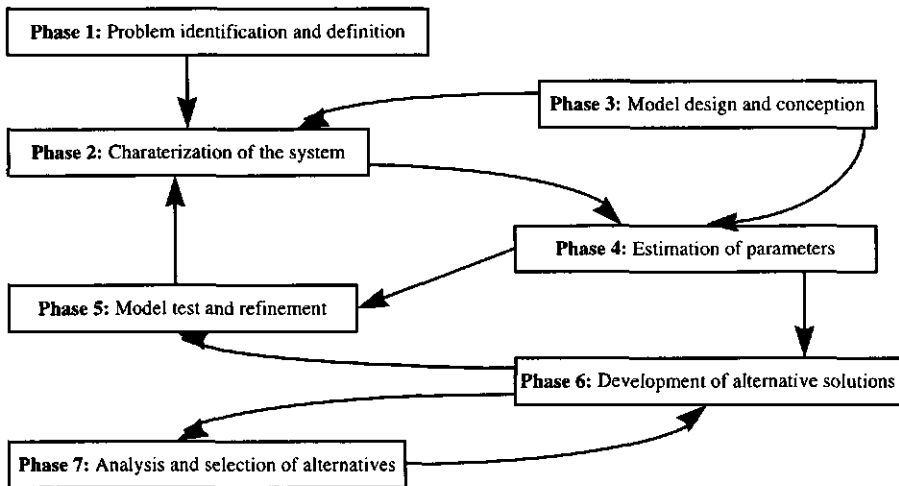 Phase 1: Problem identification and definition
Phase 3: Model design and conception
Phase 2: Charaterization of the system
Phase 4: Estimation of parameters
Phase 5: Model test and refinement
Phase 6: Development of alternative solutions
Phase 7: Analysis and selection of alternatives